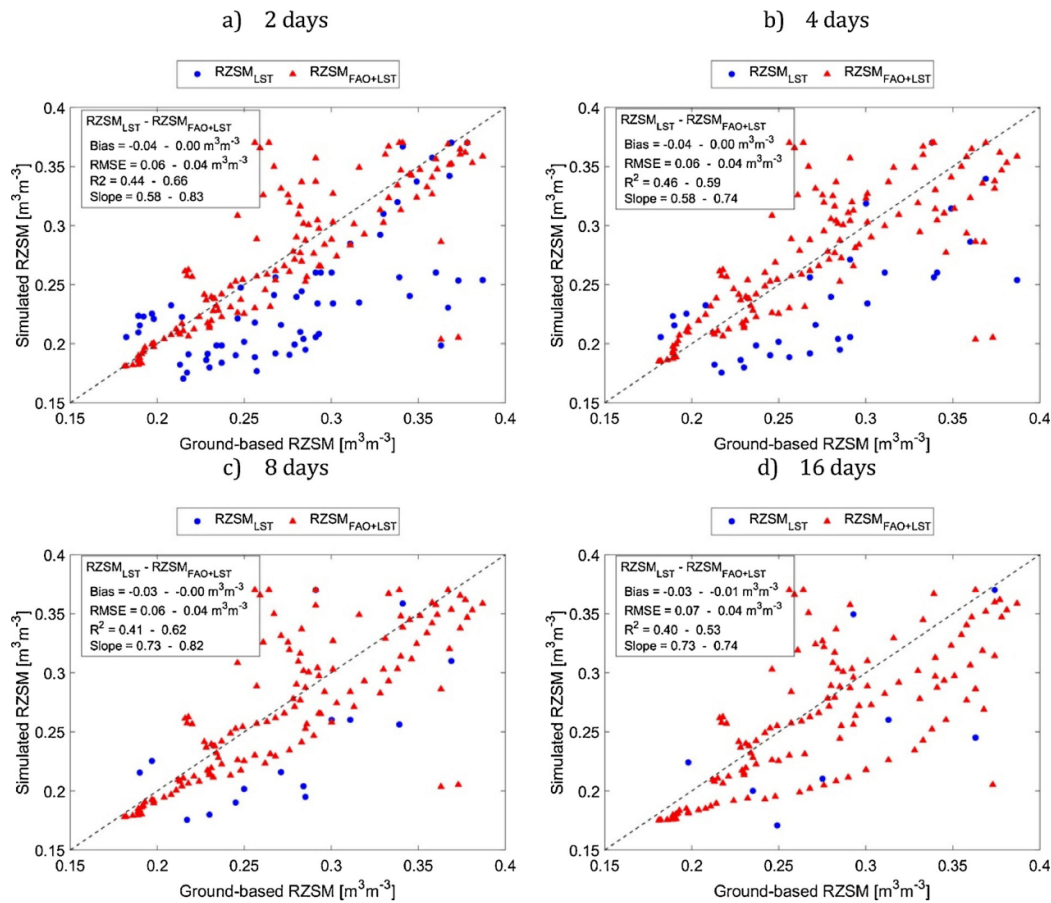 a) 2 days
RZSM_LST RZSM_FAO+LST
RZSM_LST - RZSM_FAO+LST
Bias = -0.04 - 0.00 m³m⁻³
RMSE = 0.06 - 0.04 m³m⁻³
R2 = 0.44 - 0.66
Slope = 0.58 - 0.83
Simulated RZSM [m³m⁻³]
0.4
0.35
0.3
0.25
0.2
0.15
0.15 0.2 0.25 0.3 0.35 0.4
Ground-based RZSM [m³m⁻³]
b) 4 days
RZSM_LST RZSM_FAO+LST
RZSM_LST - RZSM_FAO+LST
Bias = -0.04 - 0.00 m³m⁻³
RMSE = 0.06 - 0.04 m³m⁻³
R² = 0.46 - 0.59
Slope = 0.58 - 0.74
Simulated RZSM [m³m⁻³]
0.4
0.35
0.3
0.25
0.2
0.15
0.15 0.2 0.25 0.3 0.35 0.4
Ground-based RZSM [m³m⁻³]
c) 8 days
RZSM_LST RZSM_FAO+LST
RZSM_LST - RZSM_FAO+LST
Bias = -0.03 - -0.00 m³m⁻³
RMSE = 0.06 - 0.04 m³m⁻³
R² = 0.41 - 0.62
Slope = 0.73 - 0.82
Simulated RZSM [m³m⁻³]
0.4
0.35
0.3
0.25
0.2
0.15
0.15 0.2 0.25 0.3 0.35 0.4
Ground-based RZSM [m³m⁻³]
d) 16 days
RZSM_LST RZSM_FAO+LST
RZSM_LST - RZSM_FAO+LST
Bias = -0.03 - -0.01 m³m⁻³
RMSE = 0.07 - 0.04 m³m⁻³
R² = 0.40 - 0.53
Slope = 0.73 - 0.74
Simulated RZSM [m³m⁻³]
0.4
0.35
0.3
0.25
0.2
0.15
0.15 0.2 0.25 0.3 0.35 0.4
Ground-based RZSM [m³m⁻³]